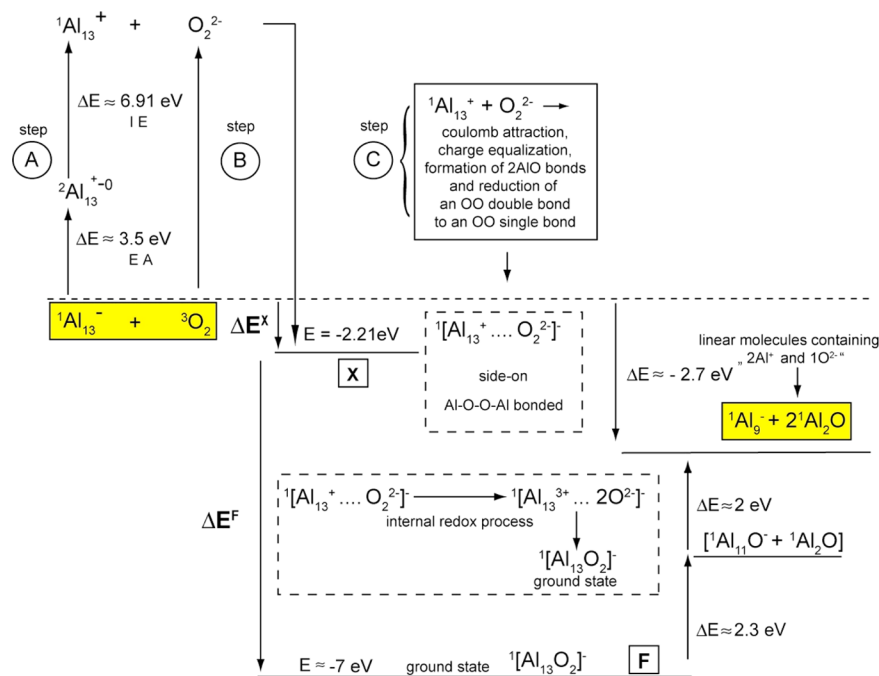 ¹Al₁₃⁺ + O₂²⁻
ΔE ≈ 6.91 eV
I E
step
A
step
B
²Al₁₃⁺⁻⁰
ΔE ≈ 3.5 eV
E A
step
C
¹Al₁₃⁺ + O₂²⁻ →
coulomb attraction,
charge equalization,
formation of 2AlO bonds
and reduction of
an OO double bond
to an OO single bond
¹Al₁₃⁻ + ³O₂
ΔEˣ
E = -2.21eV
X
¹[Al₁₃⁺ .... O₂²⁻]⁻
side-on
Al-O-O-Al bonded
ΔE ≈ - 2.7 eV
linear molecules containing
„ 2Al⁺ and 1O²⁻“
¹Al₉⁻ + 2¹Al₂O
ΔEᶠ
¹[Al₁₃⁺ .... O₂²⁻]⁻ → ¹[Al₁₃³⁺ ... 2O²⁻]⁻
internal redox process
¹[Al₁₃O₂]⁻
ground state
ΔE ≈ 2 eV
[¹Al₁₁O⁻ + ¹Al₂O]
ΔE ≈ 2.3 eV
E ≈ -7 eV ground state ¹[Al₁₃O₂]⁻ F